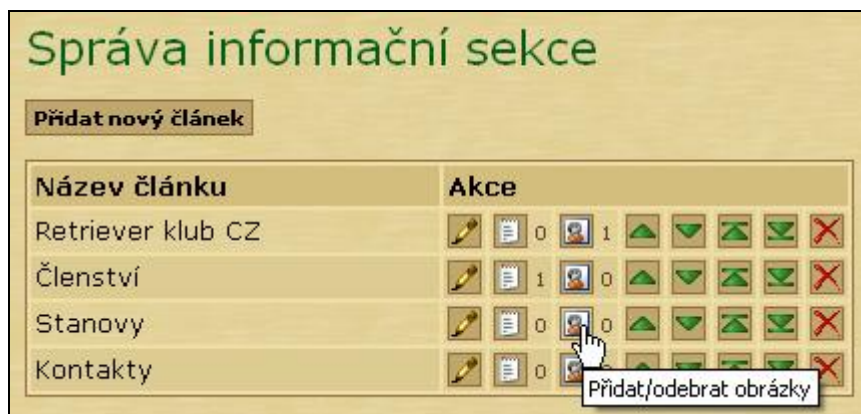 Správa informační sekce
Přidat nový článek
Název článku Akce
Retriever klub CZ 0 1
Členství 1 0
Stanovy 0 0
Kontakty 0
Přidat/odebrat obrázky